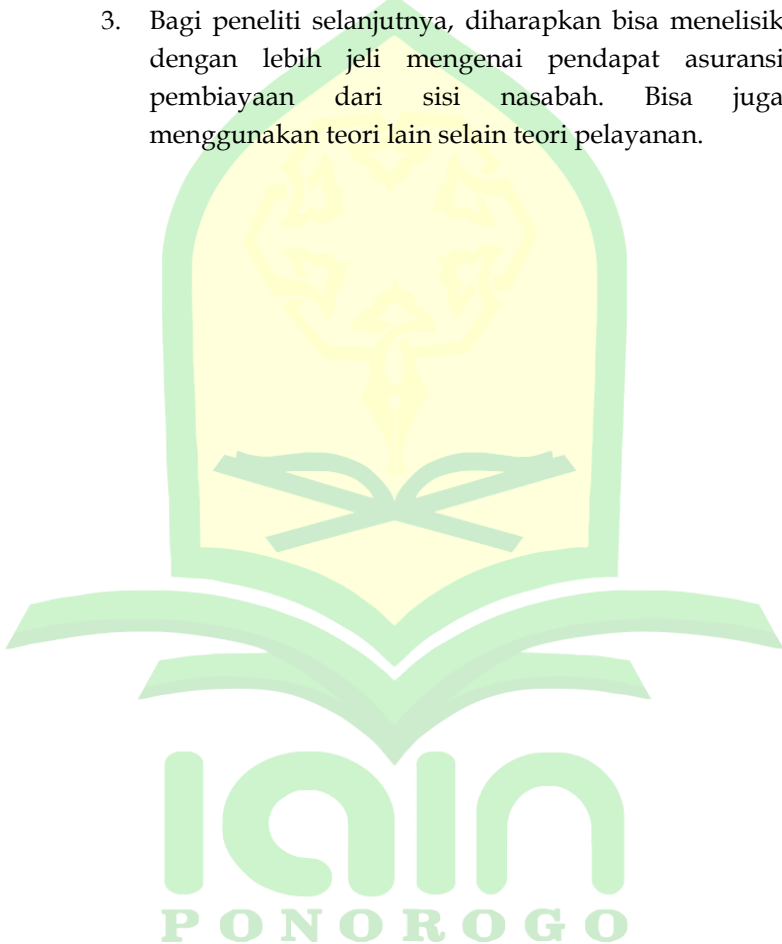 3. Bagi peneliti selanjutnya, diharapkan bisa menelisik
dengan lebih jeli mengenai pendapat asuransi
pembiayaan dari sisi nasabah. Bisa juga
menggunakan teori lain selain teori pelayanan.
iain
PONOROGO